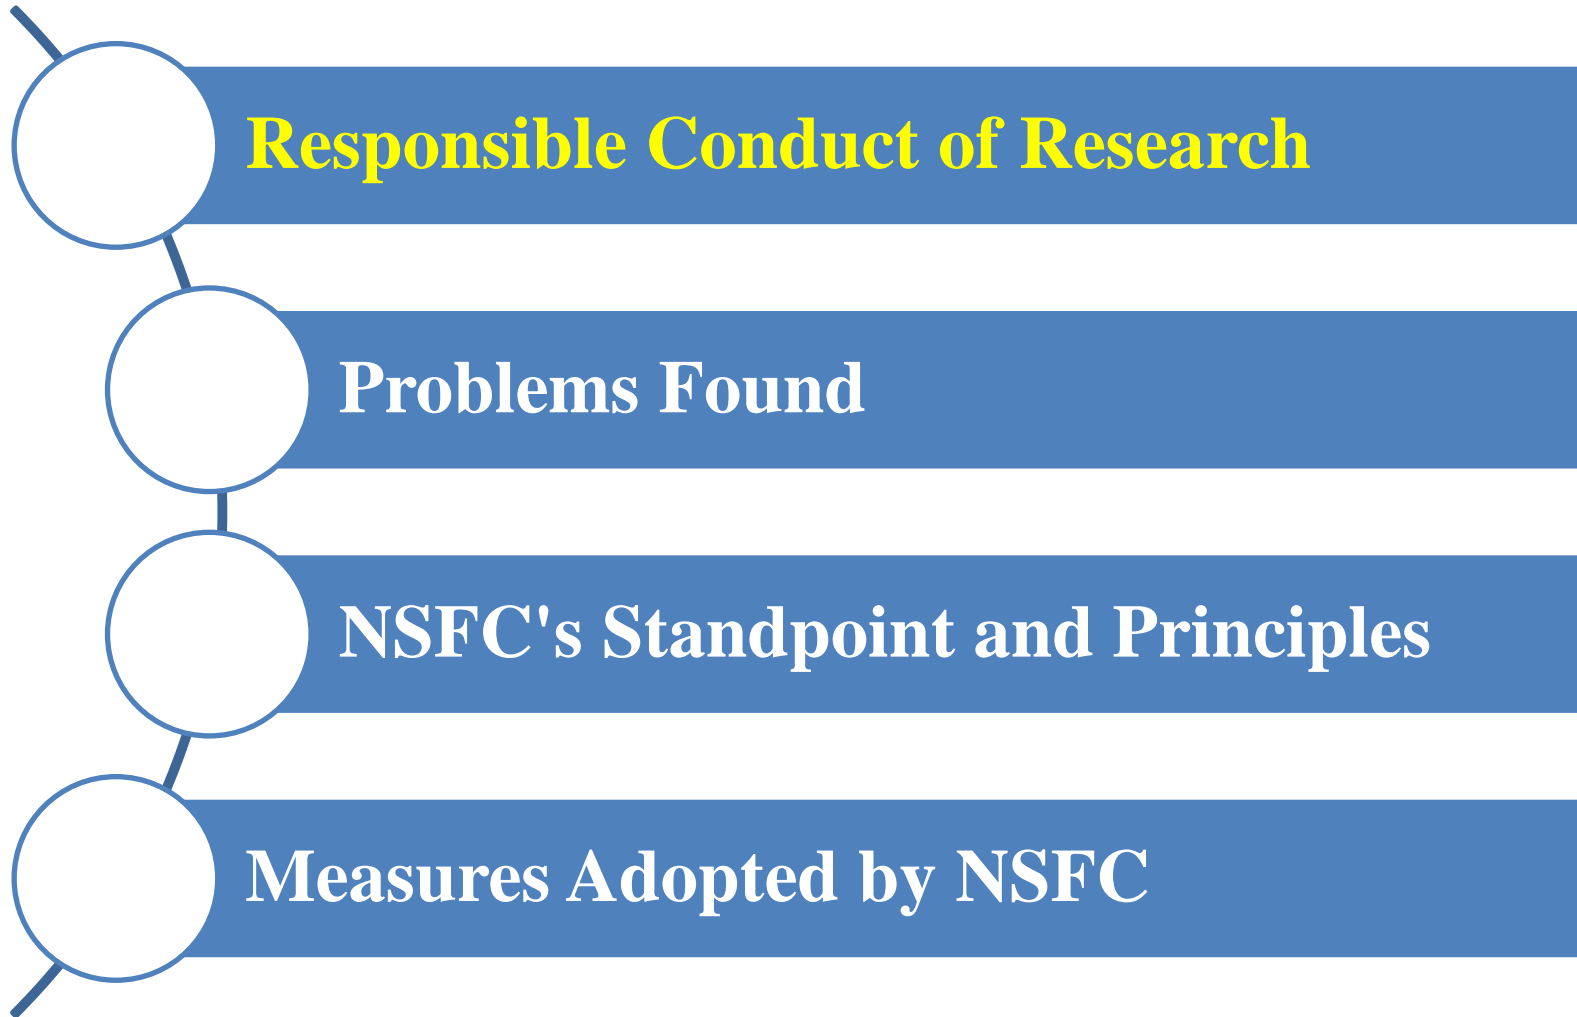 Responsible Conduct of Research
Problems Found
NSFC's Standpoint and Principles
Measures Adopted by NSFC